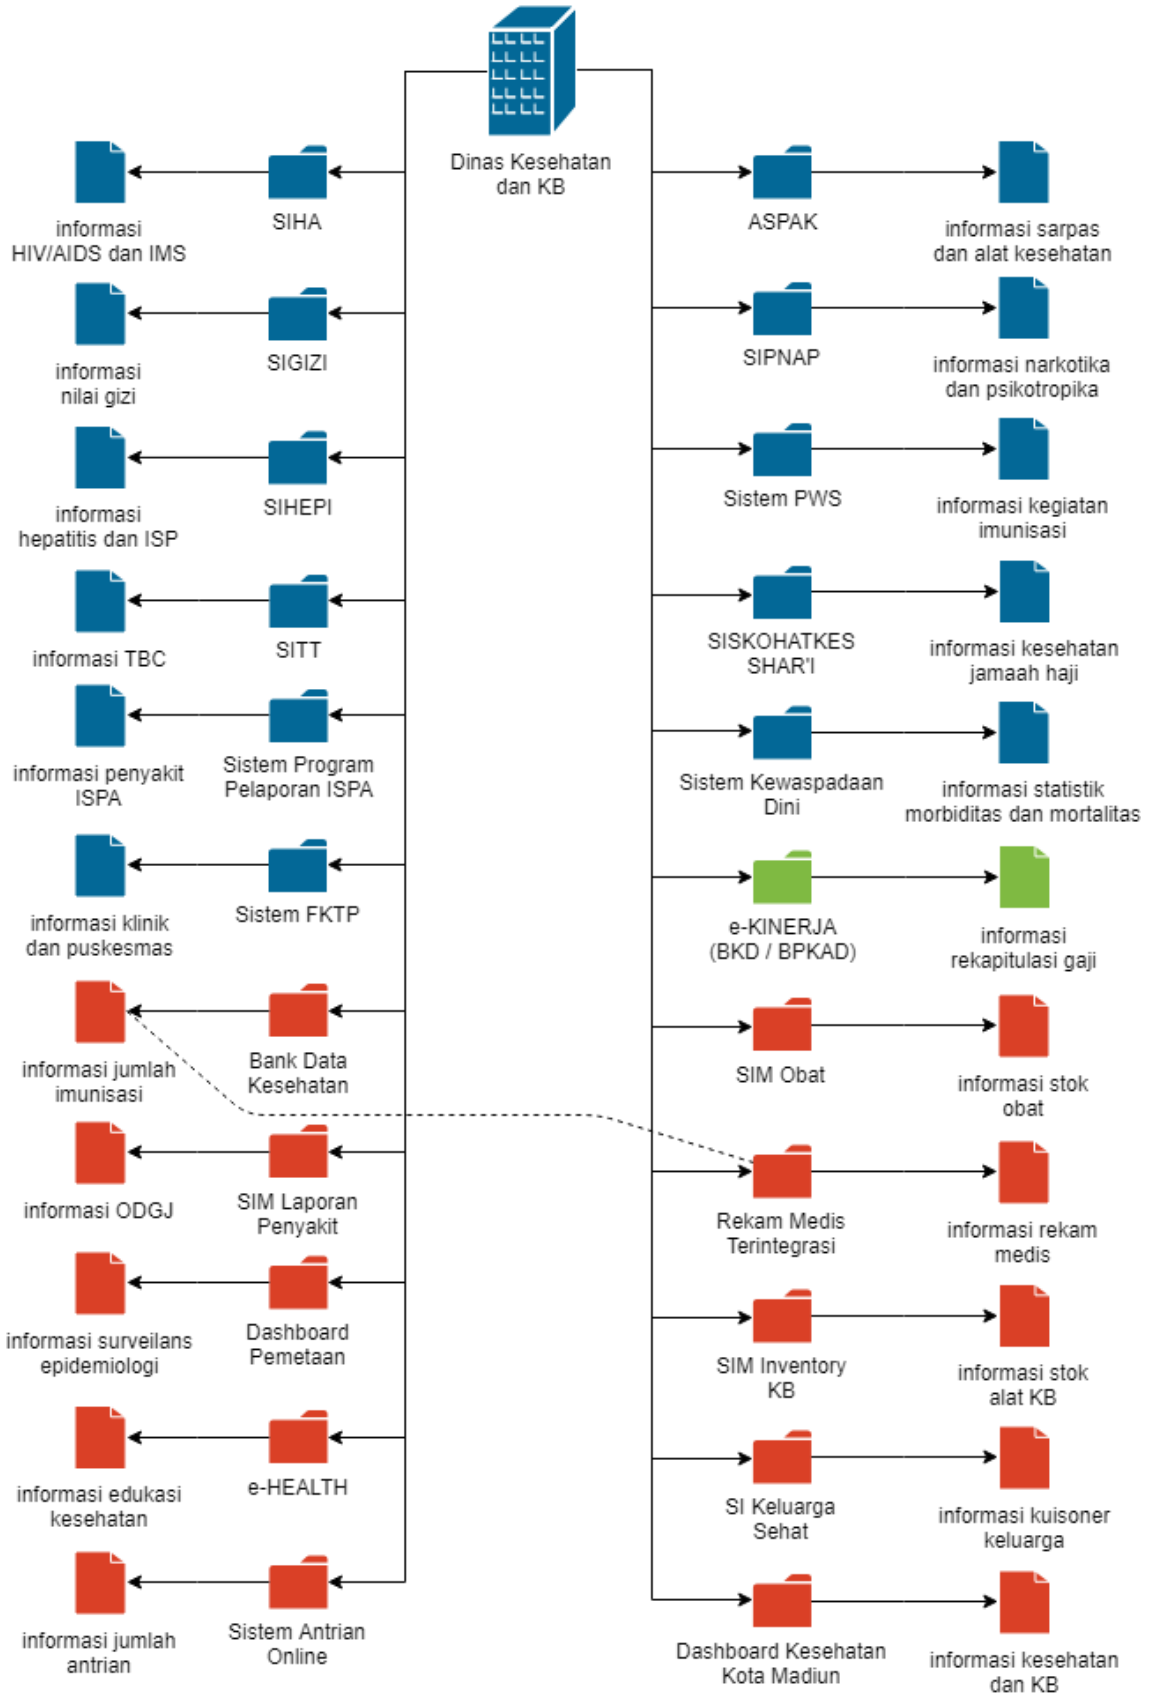 Dinas Kesehatan
dan KB
SIHA
informasi
HIV/AIDS dan IMS
SIGIZI
informasi
nilai gizi
SIHEPI
informasi
hepatitis dan ISP
SITT
informasi TBC
Sistem Program
Pelaporan ISPA
informasi penyakit
ISPA
Sistem FKTP
informasi klinik
dan puskesmas
Bank Data
Kesehatan
informasi jumlah
imunisasi
SIM Laporan
Penyakit
informasi ODGJ
Dashboard
Pemetaan
informasi surveilans
epidemiologi
e-HEALTH
informasi edukasi
kesehatan
Sistem Antrian
Online
informasi jumlah
antrian
ASPAK
informasi sarpas
dan alat kesehatan
SIPNAP
informasi narkotika
dan psikotropika
Sistem PWS
informasi kegiatan
imunisasi
SISKOHATKES
SHAR'I
informasi kesehatan
jamaah haji
Sistem Kewaspadaan
Dini
informasi statistik
morbiditas dan mortalitas
e-KINERJA
(BKD / BPKAD)
informasi
rekapitulasi gaji
SIM Obat
informasi stok
obat
Rekam Medis
Terintegrasi
informasi rekam
medis
SIM Inventory
KB
informasi stok
alat KB
SI Keluarga
Sehat
informasi kuisoner
keluarga
Dashboard Kesehatan
Kota Madiun
informasi kesehatan
dan KB